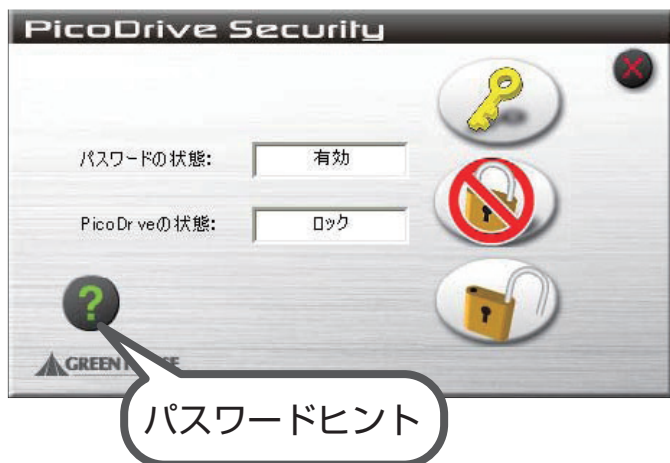 PicoDrive Security
パスワードの状態: 有効
PicoDr veの状態: ロック
?
GREEN
パスワードヒント